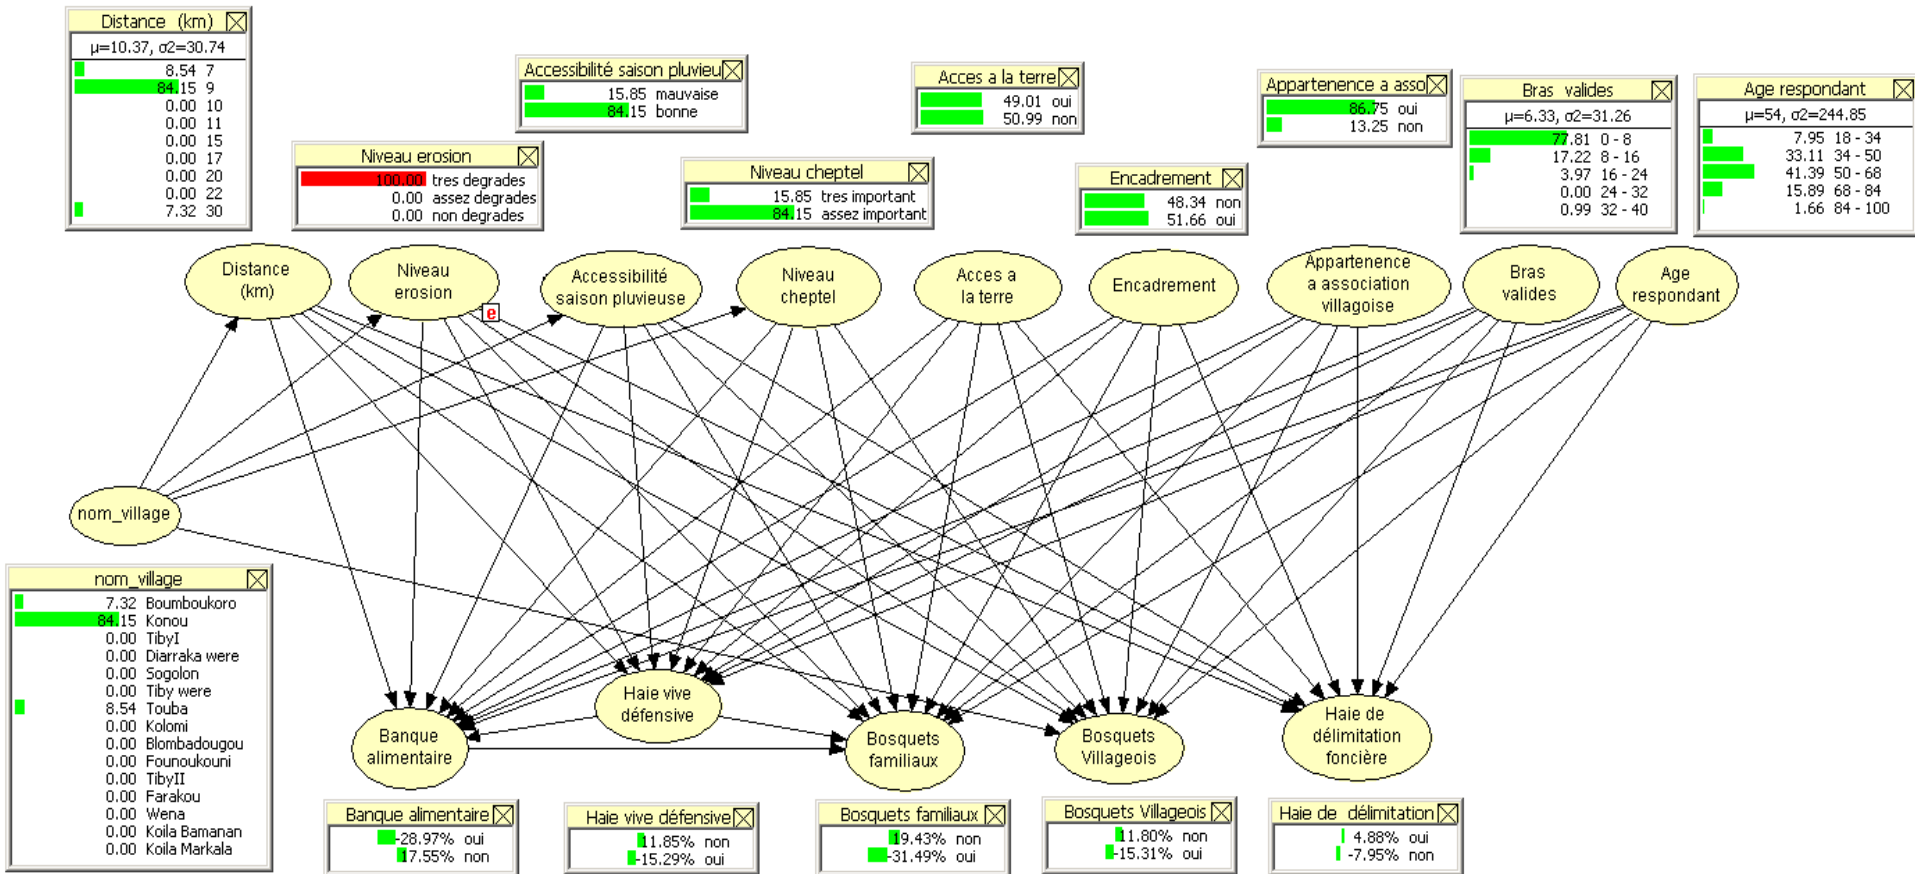 Distance (km)
μ=10.37, σ2=30.74
8.54 7
84.15 9
0.00 10
0.00 11
0.00 15
0.00 17
0.00 20
0.00 22
7.32 30
Niveau erosion
100.00 tres degrades
0.00 assez degrades
0.00 non degrades
Accessibilité saison pluvieu
15.85 mauvaise
84.15 bonne
Niveau cheptel
15.85 tres important
84.15 assez important
Acces a la terre
49.01 oui
50.99 non
Encadrement
48.34 non
51.66 oui
Appartenence a asso
86.75 oui
13.25 non
Bras valides
μ=6.33, σ2=31.26
77.81 0 - 8
17.22 8 - 16
3.97 16 - 24
0.00 24 - 32
0.99 32 - 40
Age respondant
μ=54, σ2=244.85
7.95 18 - 34
33.11 34 - 50
41.39 50 - 68
15.89 68 - 84
1.66 84 - 100
Distance
(km)
Niveau
erosion
e
Accessibilité
saison pluvieuse
Niveau
cheptel
Acces a
la terre
Encadrement
Appartenence
a association
villagoise
Bras
valides
Age
respondant
nom_village
nom_village
7.32 Boumboukoro
84.15 Konou
0.00 TibyI
0.00 Diarraka were
0.00 Sogolon
0.00 Tiby were
8.54 Touba
0.00 Kolomi
0.00 Blombadougou
0.00 Founoukouni
0.00 TibyII
0.00 Farakou
0.00 Wena
0.00 Koila Bamanan
0.00 Koila Markala
Banque
alimentaire
Haie vive
défensive
Bosquets
familiaux
Bosquets
Villageois
Haie de
délimitation
foncière
Banque alimentaire
-28.97% oui
17.55% non
Haie vive défensive
11.85% non
-15.29% oui
Bosquets familiaux
19.43% non
-31.49% oui
Bosquets Villageois
11.80% non
-15.31% oui
Haie de délimitation
4.88% oui
-7.95% non